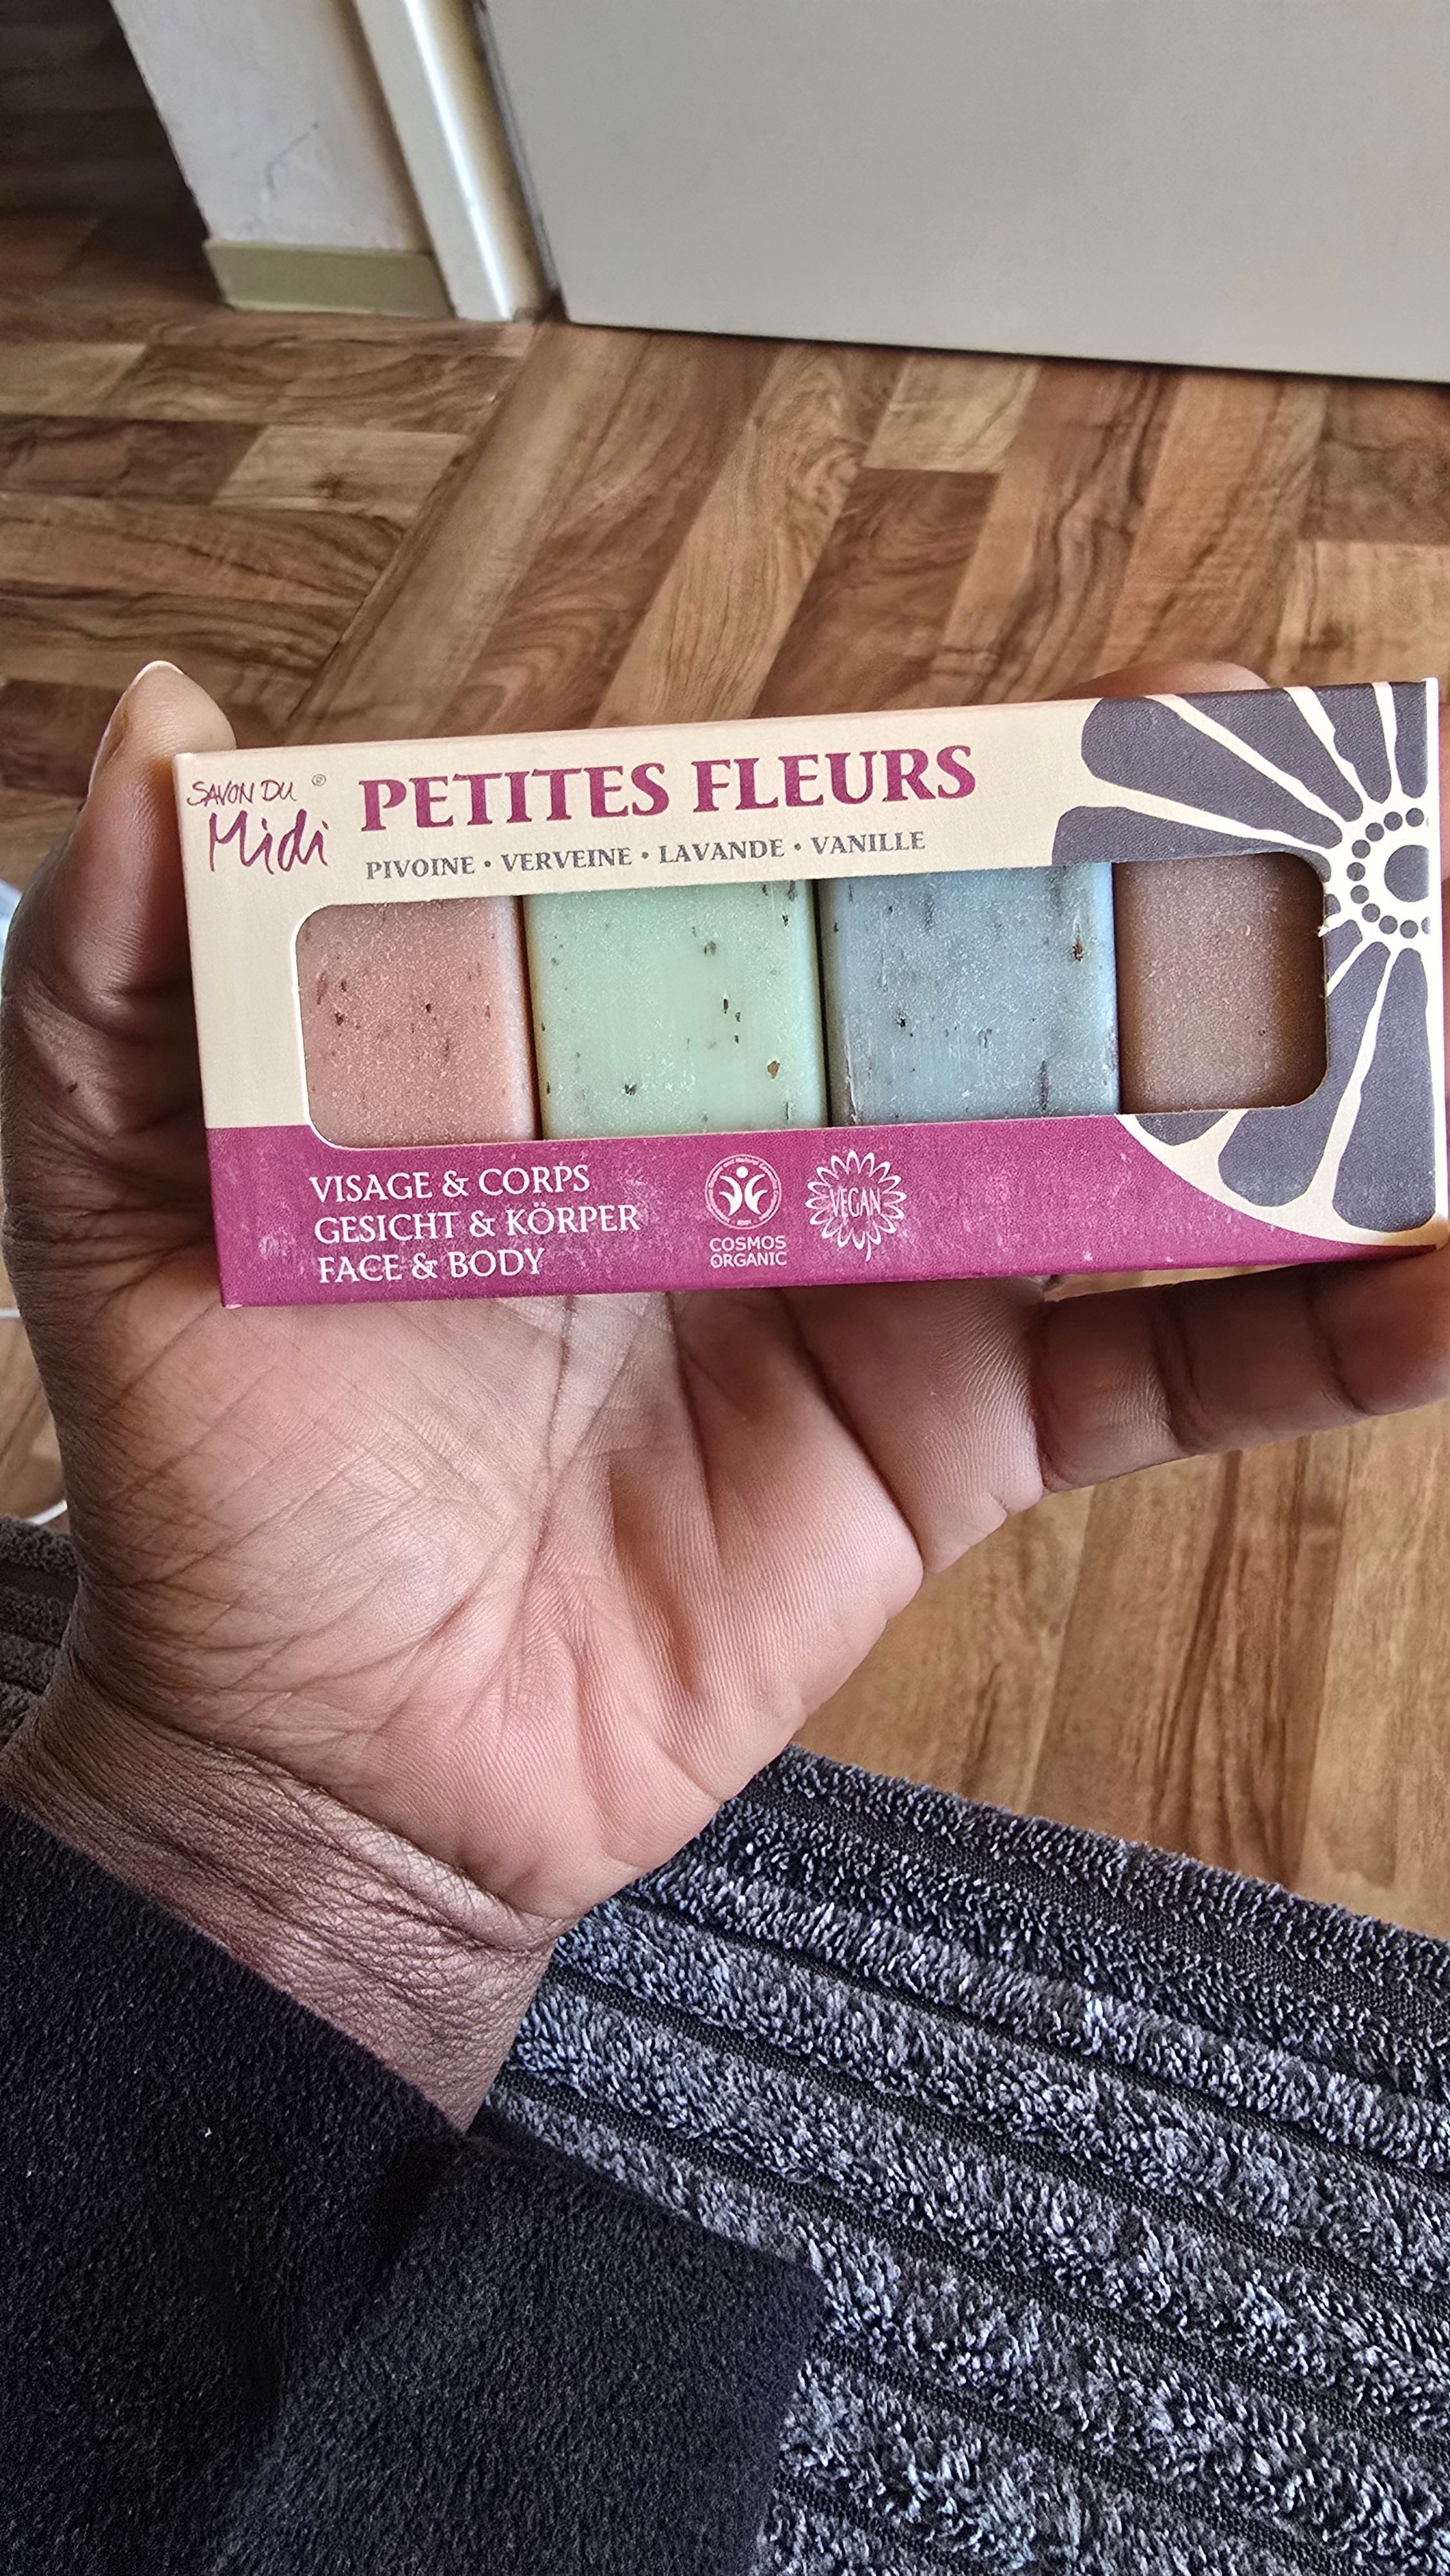 SAVON DU ®
Midi
PETITES FLEURS
PIVOINE • VERVEINE • LAVANDE • VANILLE
VISAGE & CORPS
GESICHT & KÖRPER
FACE & BODY
COSMOS
ORGANIC
VEGAN